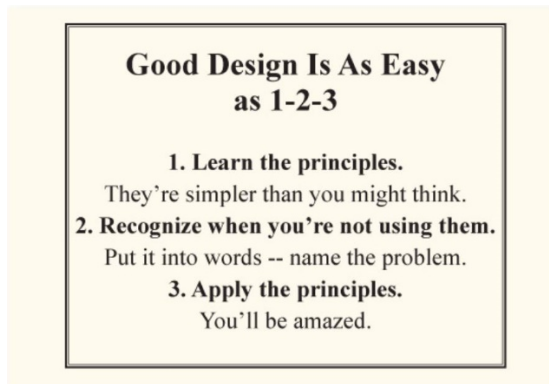 Good Design Is As Easy
as 1-2-3
1. Learn the principles.
They’re simpler than you might think.
2. Recognize when you’re not using them.
Put it into words -- name the problem.
3. Apply the principles.
You’ll be amazed.